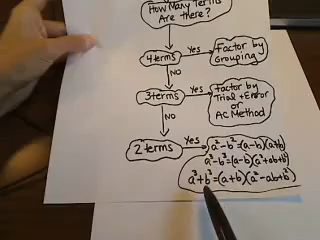 How Many Terms
Are there?
4 terms
Yes
Factor by
Grouping
NO
3 terms
Yes
Factor by
Trial + Error
or
AC Method
NO
2 terms
Yes
a²-b²=(a-b)(a+b)
a³-b³=(a-b)(a²+ab+b²)
a³+b³=(a+b)(a²-ab+b²)